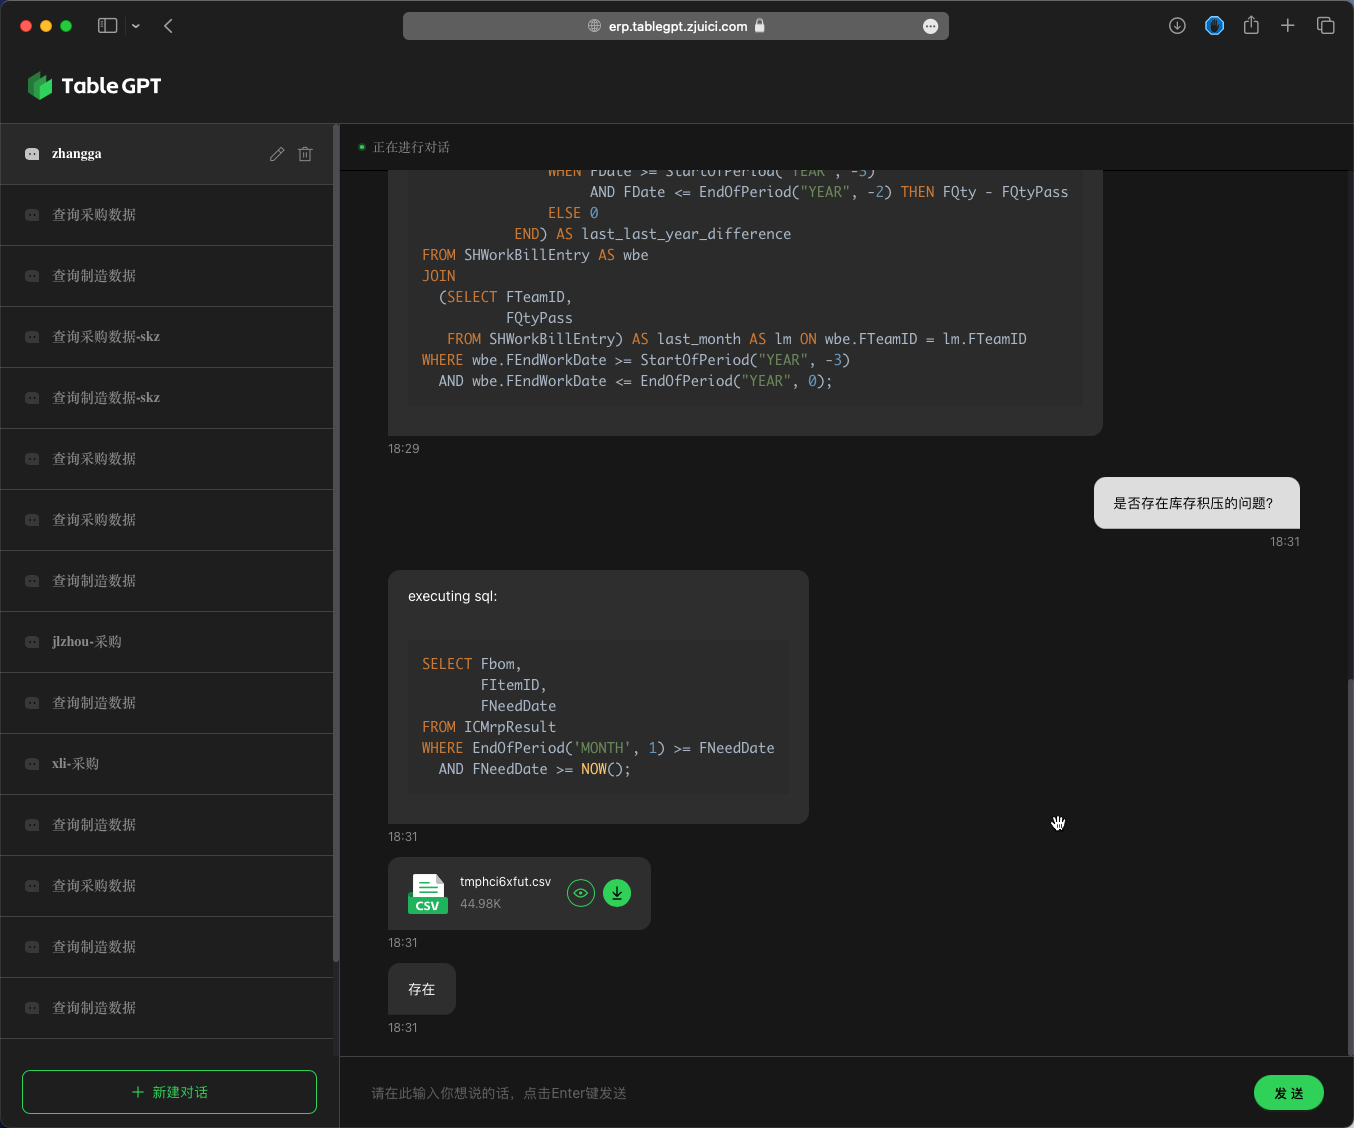 erp.tablegpt.zjuici.com
TableGPT
zhangga
查询采购数据
查询制造数据
查询采购数据-skz
查询制造数据-skz
查询采购数据
查询采购数据
查询制造数据
jlzhou-采购
查询制造数据
xli-采购
查询制造数据
查询采购数据
查询制造数据
查询制造数据
新建对话
正在进行对话
WHEN FDate >= StartOfPeriod("YEAR", -3)
AND FDate <= EndOfPeriod("YEAR", -2) THEN FQty - FQtyPass
ELSE 0
END) AS last_last_year_difference
FROM SHWorkBillEntry AS wbe
JOIN
(SELECT FTeamID,
FQtyPass
FROM SHWorkBillEntry) AS last_month AS lm ON wbe.FTeamID = lm.FTeamID
WHERE wbe.FEndWorkDate >= StartOfPeriod("YEAR", -3)
AND wbe.FEndWorkDate <= EndOfPeriod("YEAR", 0);
18:29
是否存在库存积压的问题?
18:31
executing sql:
SELECT Fbom,
FItemID,
FNeedDate
FROM ICMrpResult
WHERE EndOfPeriod('MONTH', 1) >= FNeedDate
AND FNeedDate >= NOW();
18:31
CSV
tmphci6xfut.csv
44.98K
18:31
存在
18:31
请在此输入你想说的话，点击Enter键发送
发 送